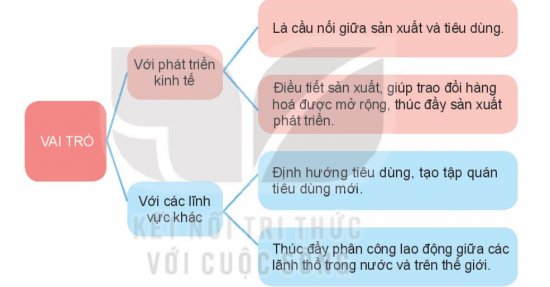 VAI TRÒ
Với phát triển
kinh tế
Là cầu nối giữa sản xuất và tiêu dùng.
Điều tiết sản xuất, giúp trao đổi hàng
hoá được mở rộng, thúc đẩy sản xuất
phát triển.
Với các lĩnh
vực khác
Định hướng tiêu dùng, tạo tập quán
tiêu dùng mới.
Thúc đẩy phân công lao động giữa các
lãnh thổ trong nước và trên thế giới.
KẾT NỐI TRI THỨC
VỚI CUỘC SỐNG